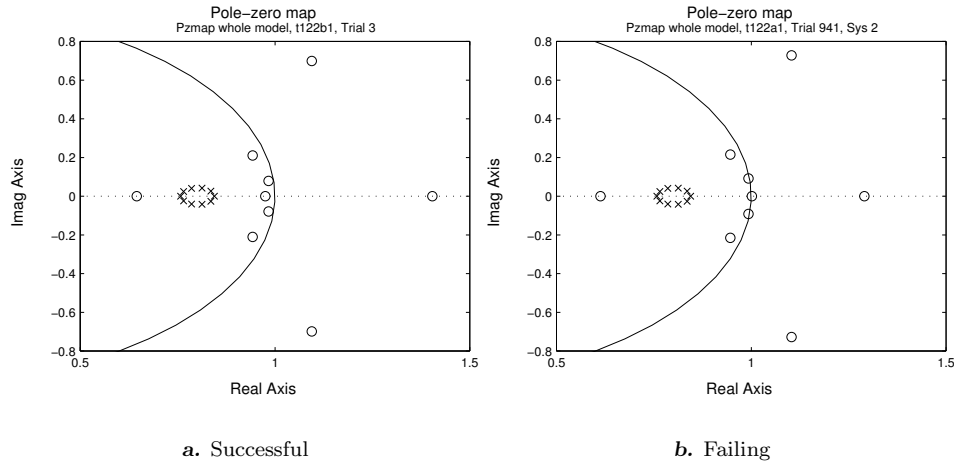 Pole-zero map
Pzmap whole model, t122b1, Trial 3
0.8
0.6
0.4
0.2
0
−0.2
−0.4
−0.6
−0.8
Imag Axis
0.5
1
1.5
Real Axis
a. Successful
Pole-zero map
Pzmap whole model, t122a1, Trial 941, Sys 2
0.8
0.6
0.4
0.2
0
−0.2
−0.4
−0.6
−0.8
Imag Axis
0.5
1
1.5
Real Axis
b. Failing